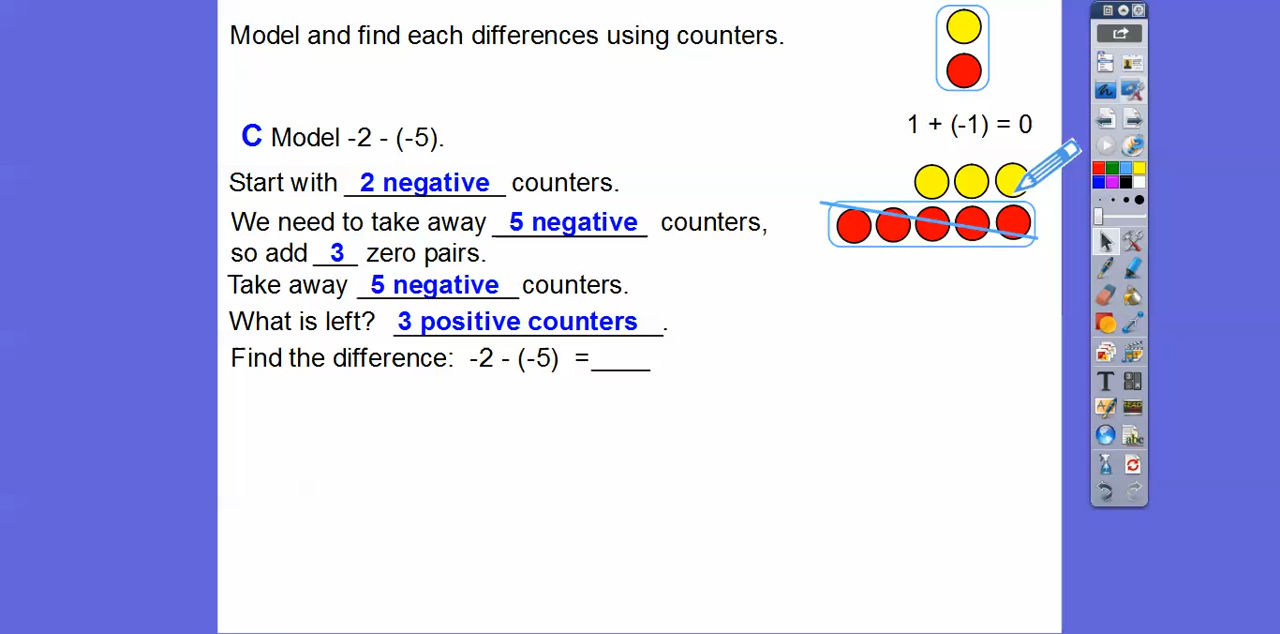 Model and find each differences using counters.
1 + (-1) = 0
C Model -2 - (-5).
Start with 2 negative counters.
We need to take away 5 negative counters,
so add 3 zero pairs.
Take away 5 negative counters.
What is left? 3 positive counters.
Find the difference: -2 - (-5) =____